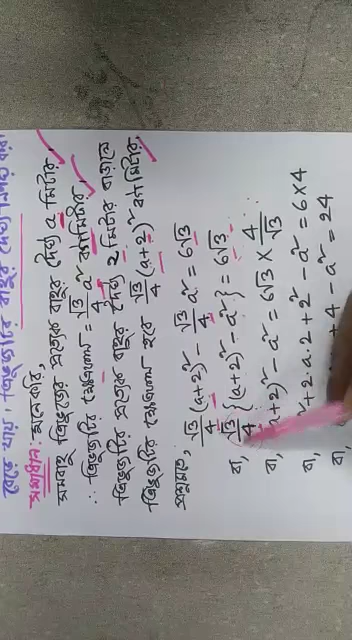 বেড়ে যায়। ত্রিভুজটির বাহুর দৈর্ঘ্য নির্ণয় কর।
সমাধান: মনেকরি,
সমবাহু ত্রিভুজের প্রত্যেক বাহুর দৈর্ঘ্য a মিটার,
∴ ত্রিভুজটির ক্ষেত্রফল = √3/4 a² বর্গমিটার,
ত্রিভুজটির প্রত্যেক বাহুর দৈর্ঘ্য 2 মিটার বাড়ালে
ত্রিভুজটির ক্ষেত্রফল হবে √3/4 (a+2)² বর্গমিটার,
প্রশ্নমতে, √3/4 (a+2)² - √3/4 a² = 6√3
বা, √3/4 {(a+2)² - a²} = 6√3
বা, (a+2)² - a² = 6√3 × 4/√3
বা, a² + 2·a·2 + 2² - a² = 6×4
বা, + 4 - a² = 24